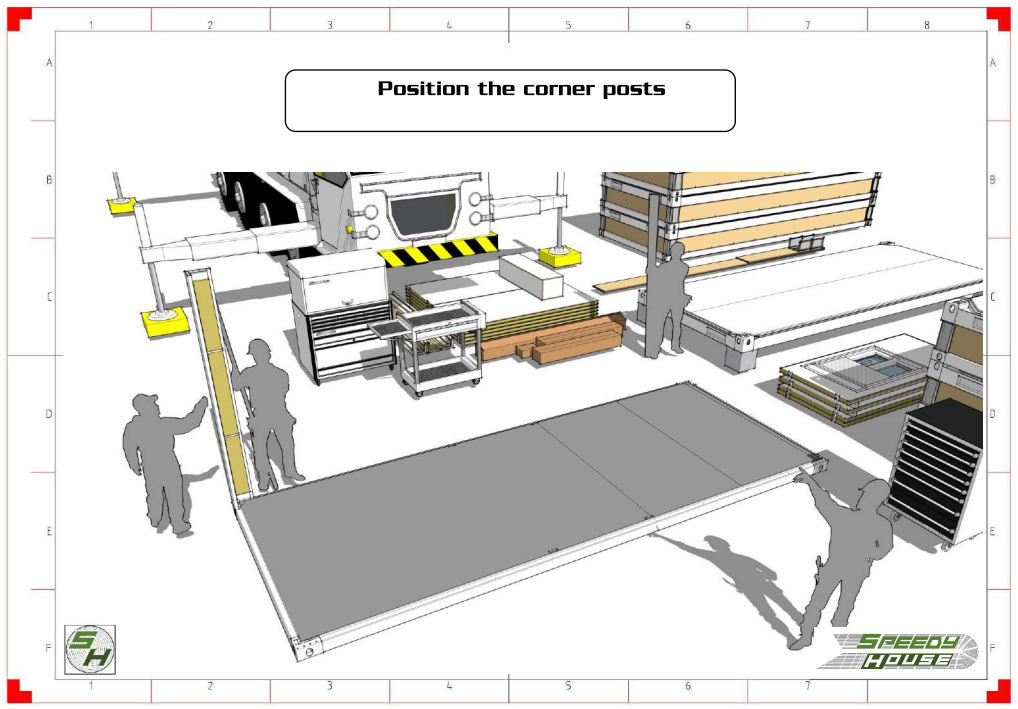 1 2 3 4 5 6 7 8
Position the corner posts
A A
B B
C C
D D
E E
F F
S&H
SPEEDY
HOUSE
1 2 3 4 5 6 7